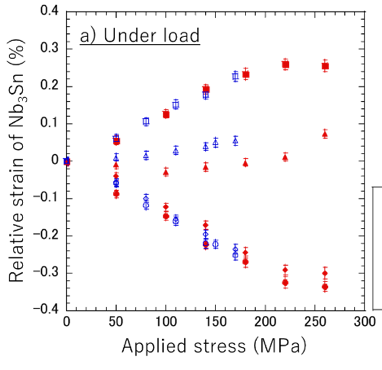 0.4
a) Under load
0.3
0.2
0.1
0
-0.1
-0.2
-0.3
-0.4
0 50 100 150 200 250 300
Relative strain of Nb3Sn (%)
Applied stress (MPa)